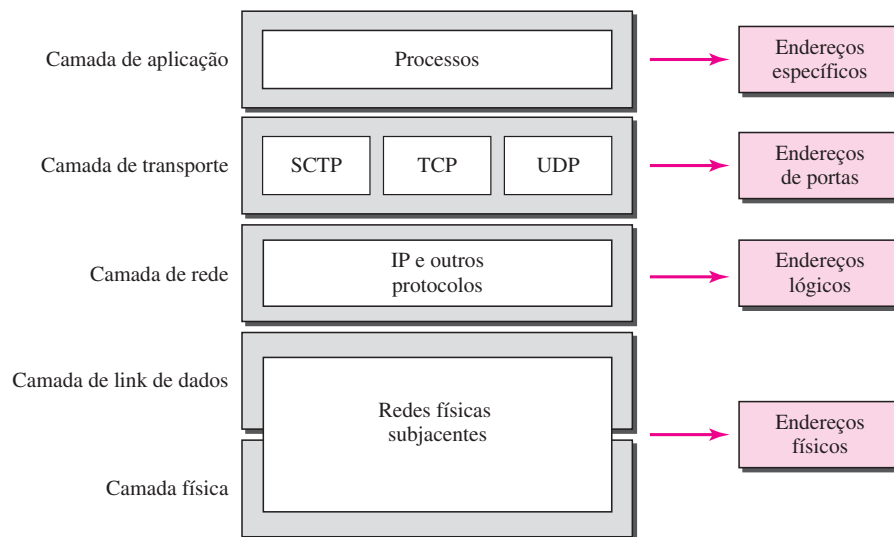 Camada de aplicação
Processos
Endereços
específicos
Camada de transporte
SCTP
TCP
UDP
Endereços
de portas
Camada de rede
IP e outros
protocolos
Endereços
lógicos
Camada de link de dados
Redes físicas
subjacentes
Endereços
físicos
Camada física